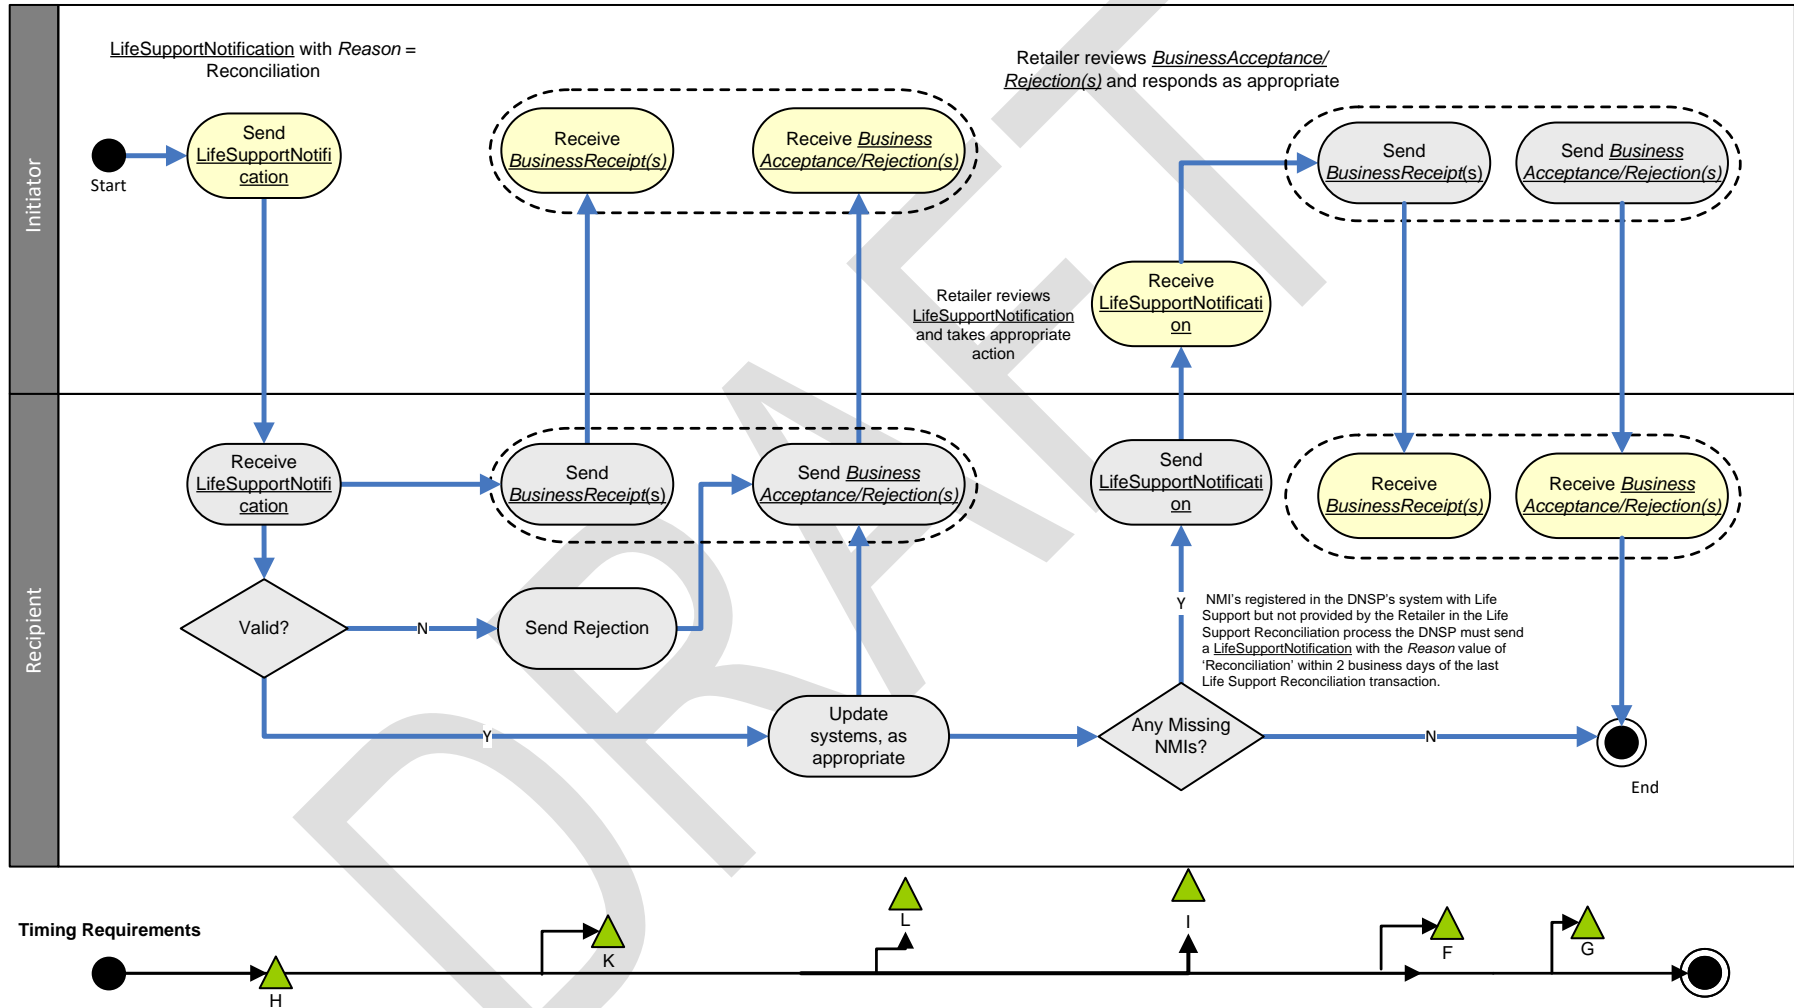 LifeSupportNotification with Reason =
Reconciliation
Retailer reviews BusinessAcceptance/
Rejection(s) and responds as appropriate
Initiator
Start
Send
LifeSupportNotifi
cation
Receive
BusinessReceipt(s)
Receive Business
Acceptance/Rejection(s)
Send
BusinessReceipt(s)
Send Business
Acceptance/Rejection(s)
Retailer reviews
LifeSupportNotification
and takes appropriate
action
Receive
LifeSupportNotificati
on
Recipient
Receive
LifeSupportNotifi
cation
Send
BusinessReceipt(s)
Send Business
Acceptance/Rejection(s)
Send
LifeSupportNotificati
on
Receive
BusinessReceipt(s)
Receive Business
Acceptance/Rejection(s)
Valid?
N
Send Rejection
Y
NMI's registered in the DNSP's system with Life
Support but not provided by the Retailer in the Life
Support Reconciliation process the DNSP must send
a LifeSupportNotification with the Reason value of
‘Reconciliation’ within 2 business days of the last
Life Support Reconciliation transaction.
Y
Update
systems, as
appropriate
Any Missing
NMIs?
N
End
DRAFT
Timing Requirements
H
K
L
I
F
G